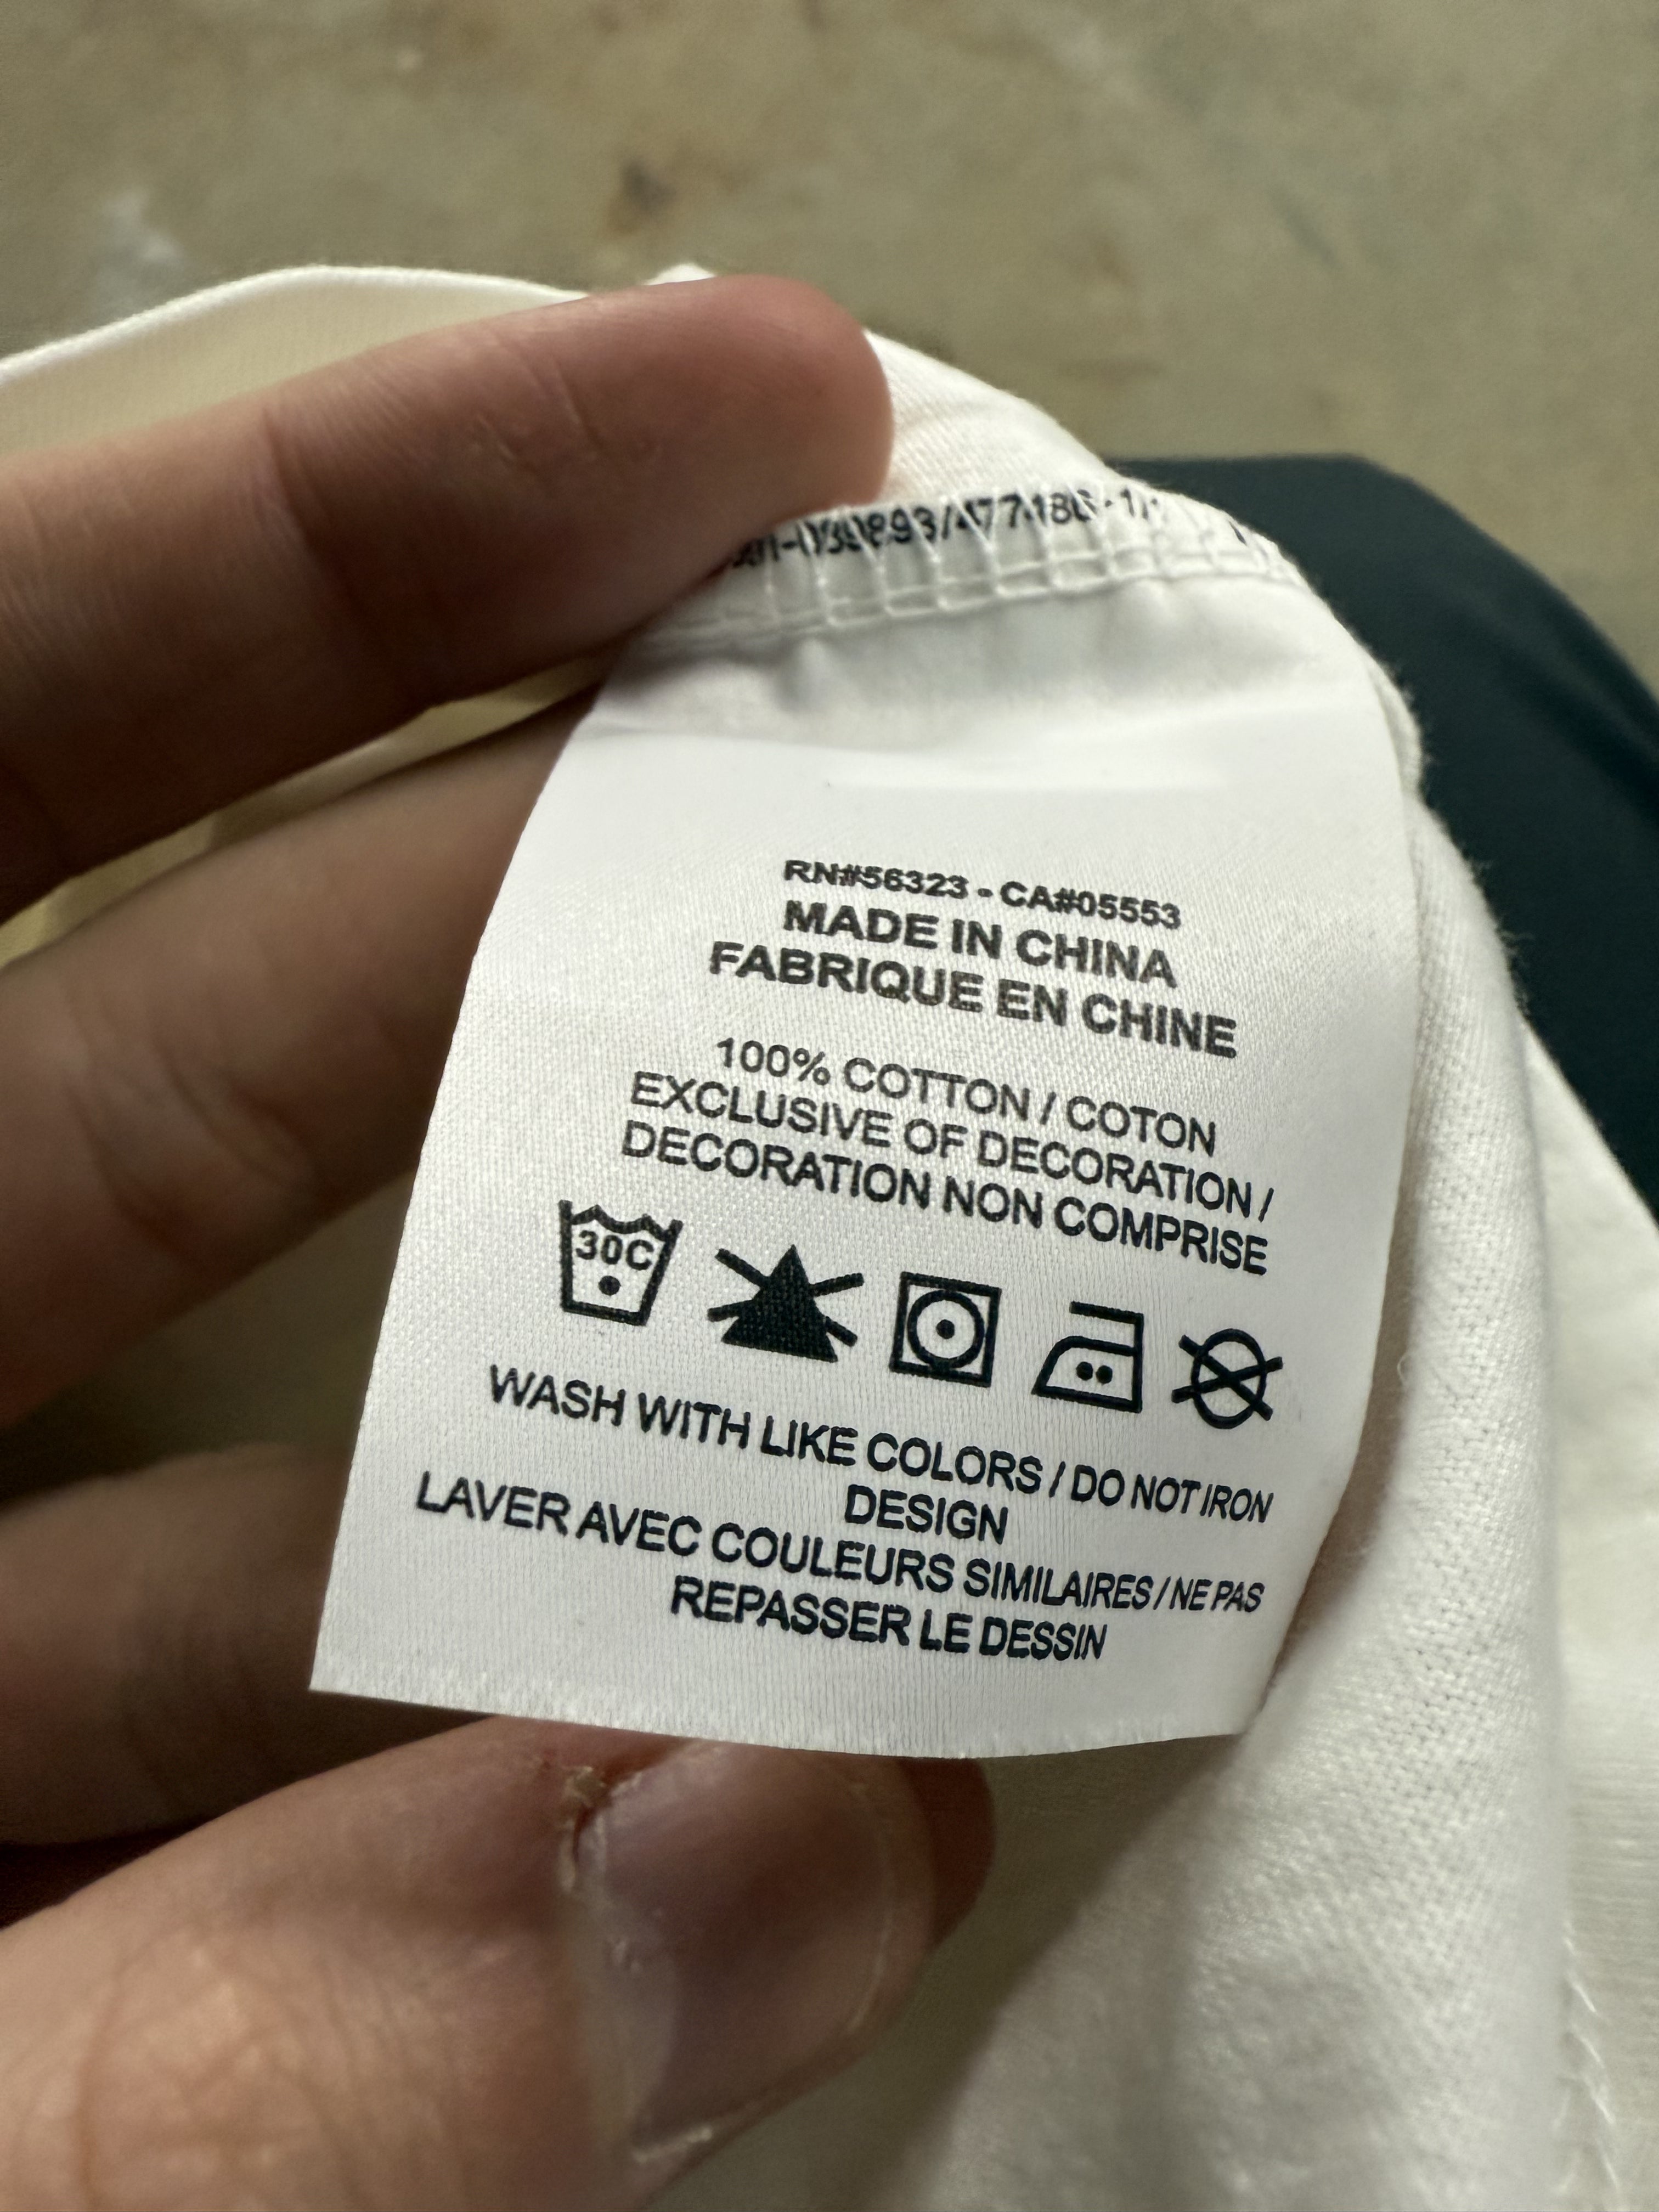 RN#56323 - CA#05553
MADE IN CHINA
FABRIQUE EN CHINE
100% COTTON / COTON
EXCLUSIVE OF DECORATION /
DECORATION NON COMPRISE
30C
WASH WITH LIKE COLORS / DO NOT IRON
DESIGN
LAVER AVEC COULEURS SIMILAIRES / NE PAS
REPASSER LE DESSIN